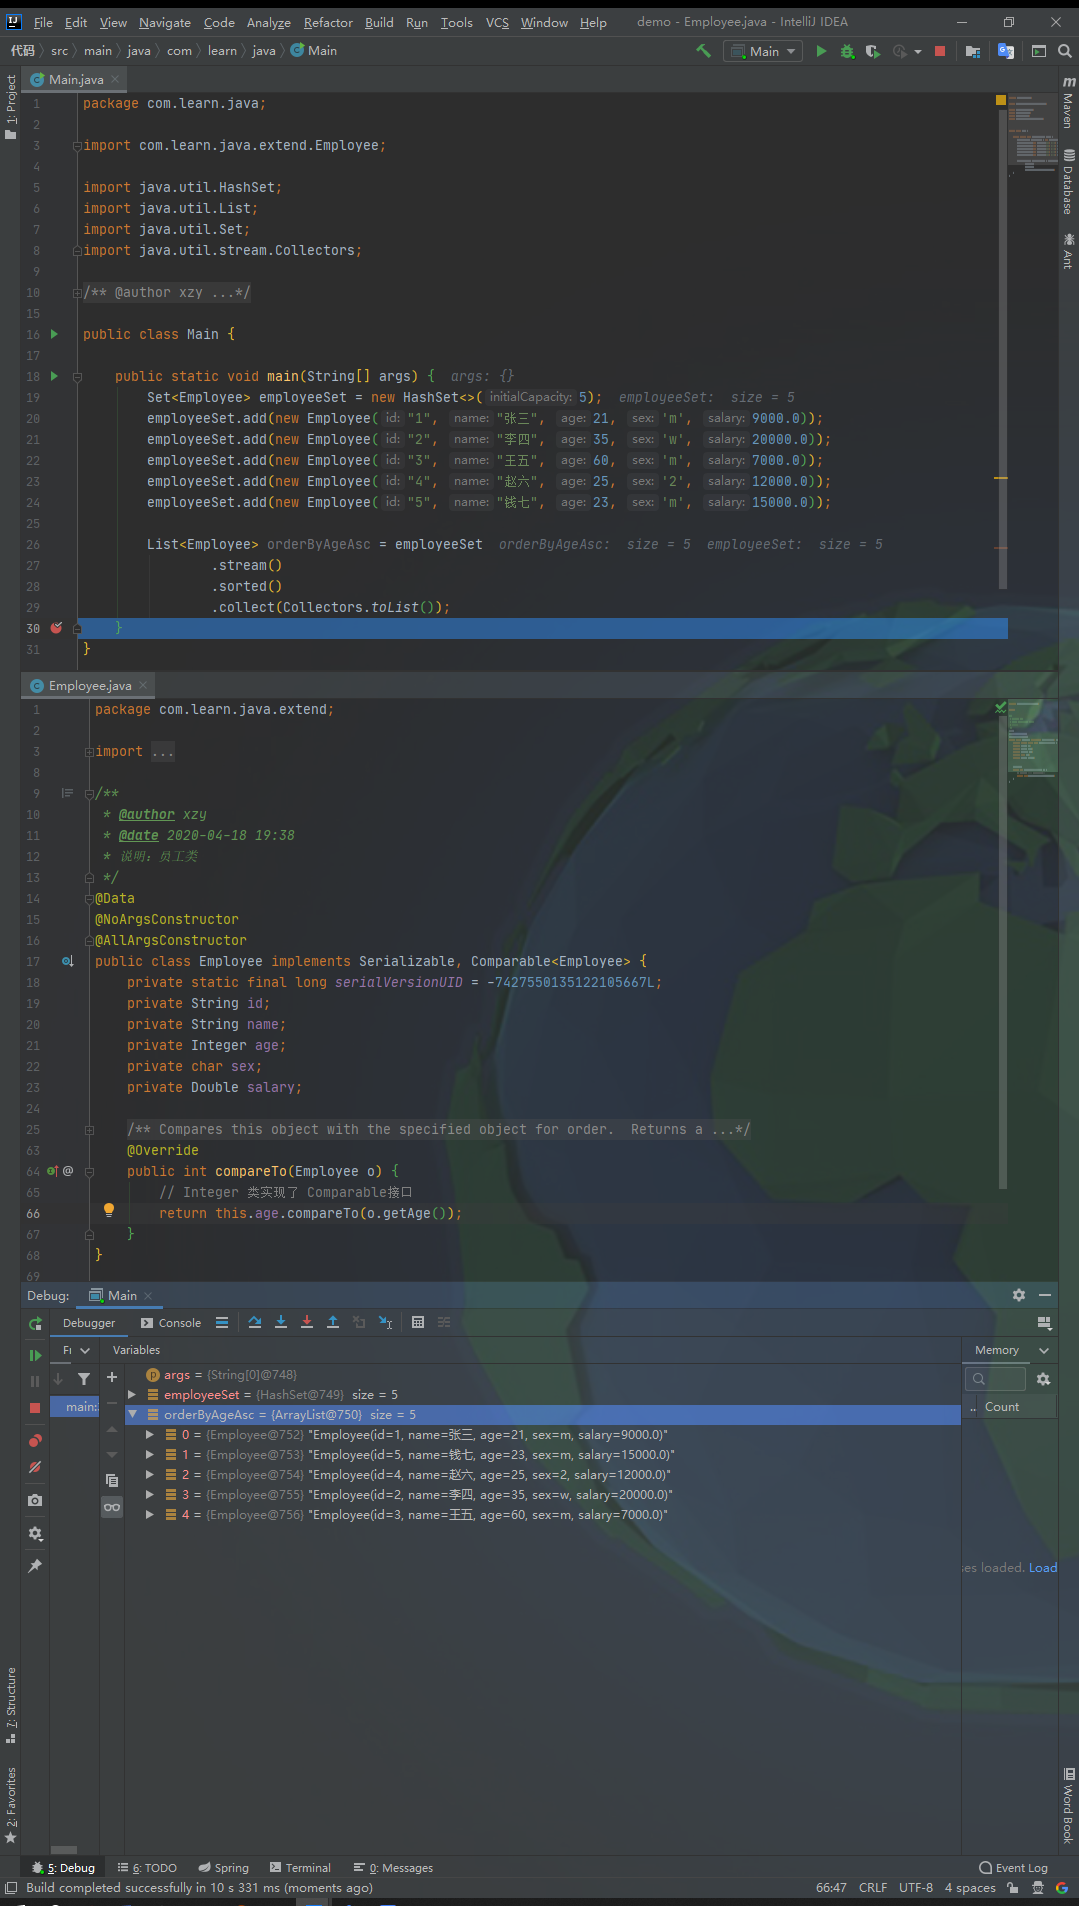 File Edit View Navigate Code Analyze Refactor Build Run Tools VCS Window Help demo - Employee.java - IntelliJ IDEA
代码 src main java com learn java Main Main
1: Project
Main.java
1 package com.learn.java;
2
3 import com.learn.java.extend.Employee;
4
5 import java.util.HashSet;
6 import java.util.List;
7 import java.util.Set;
8 import java.util.stream.Collectors;
9
10 /** @author xzy ...*/
15
16 public class Main {
17
18 public static void main(String[] args) { args: {}
19 Set<Employee> employeeSet = new HashSet<>( initialCapacity: 5); employeeSet: size = 5
20 employeeSet.add(new Employee( id: "1", name: "张三", age: 21, sex: 'm', salary: 9000.0));
21 employeeSet.add(new Employee( id: "2", name: "李四", age: 35, sex: 'w', salary: 20000.0));
22 employeeSet.add(new Employee( id: "3", name: "王五", age: 60, sex: 'm', salary: 7000.0));
23 employeeSet.add(new Employee( id: "4", name: "赵六", age: 25, sex: '2', salary: 12000.0));
24 employeeSet.add(new Employee( id: "5", name: "钱七", age: 23, sex: 'm', salary: 15000.0));
25
26 List<Employee> orderByAgeAsc = employeeSet orderByAgeAsc: size = 5 employeeSet: size = 5
27 .stream()
28 .sorted()
29 .collect(Collectors.toList());
30 }
31 }
m Maven
Database
Ant
Employee.java
1 package com.learn.java.extend;
2
3 import ...
8
9 /**
10 * @author xzy
11 * @date 2020-04-18 19:38
12 * 说明：员工类
13 */
14 @Data
15 @NoArgsConstructor
16 @AllArgsConstructor
17 public class Employee implements Serializable, Comparable<Employee> {
18 private static final long serialVersionUID = -7427550135122105667L;
19 private String id;
20 private String name;
21 private Integer age;
22 private char sex;
23 private Double salary;
24
25 /** Compares this object with the specified object for order.  Returns a ...*/
63 @Override
64 @ public int compareTo(Employee o) {
65 // Integer 类实现了 Comparable接口
66 return this.age.compareTo(o.getAge());
67 }
68 }
69
Debug: Main
Debugger Console
Fr Variables Memory
args = {String[0]@748}
employeeSet = {HashSet@749} size = 5
main: orderByAgeAsc = {ArrayList@750} size = 5 .. Count
0 = {Employee@752} "Employee(id=1, name=张三, age=21, sex=m, salary=9000.0)"
1 = {Employee@753} "Employee(id=5, name=钱七, age=23, sex=m, salary=15000.0)"
2 = {Employee@754} "Employee(id=4, name=赵六, age=25, sex=2, salary=12000.0)"
3 = {Employee@755} "Employee(id=2, name=李四, age=35, sex=w, salary=20000.0)"
4 = {Employee@756} "Employee(id=3, name=王五, age=60, sex=m, salary=7000.0)"
ses loaded. Load
7: Structure
2: Favorites
Word Book
5: Debug 6: TODO Spring Terminal 0: Messages Event Log
Build completed successfully in 10 s 331 ms (moments ago) 66:47 CRLF UTF-8 4 spaces